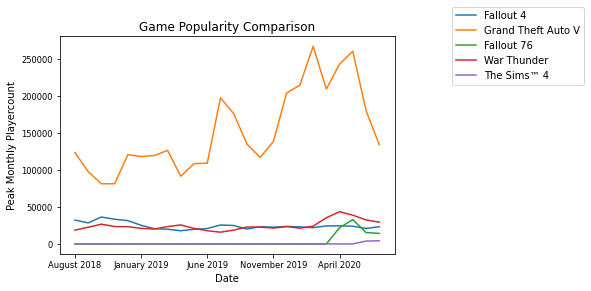 Game Popularity Comparison
Fallout 4
Grand Theft Auto V
Fallout 76
War Thunder
The Sims™ 4
Peak Monthly Playercount
250000
200000
150000
100000
50000
0
August 2018
January 2019
June 2019
November 2019
April 2020
Date